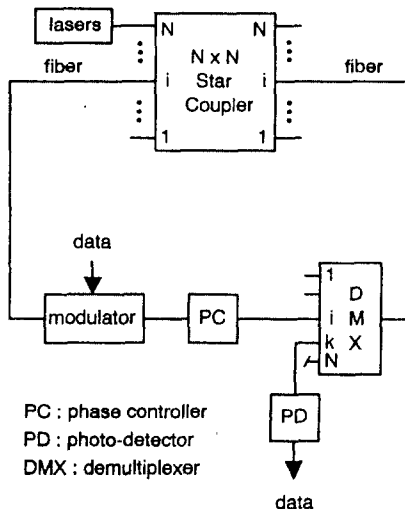 lasers
N
N x N
Star
Coupler
N
fiber
i
i
fiber
1
1
data
modulator
PC
1
D
i M
k X
N
PC : phase controller
PD : photo-detector
DMX : demultiplexer
PD
data